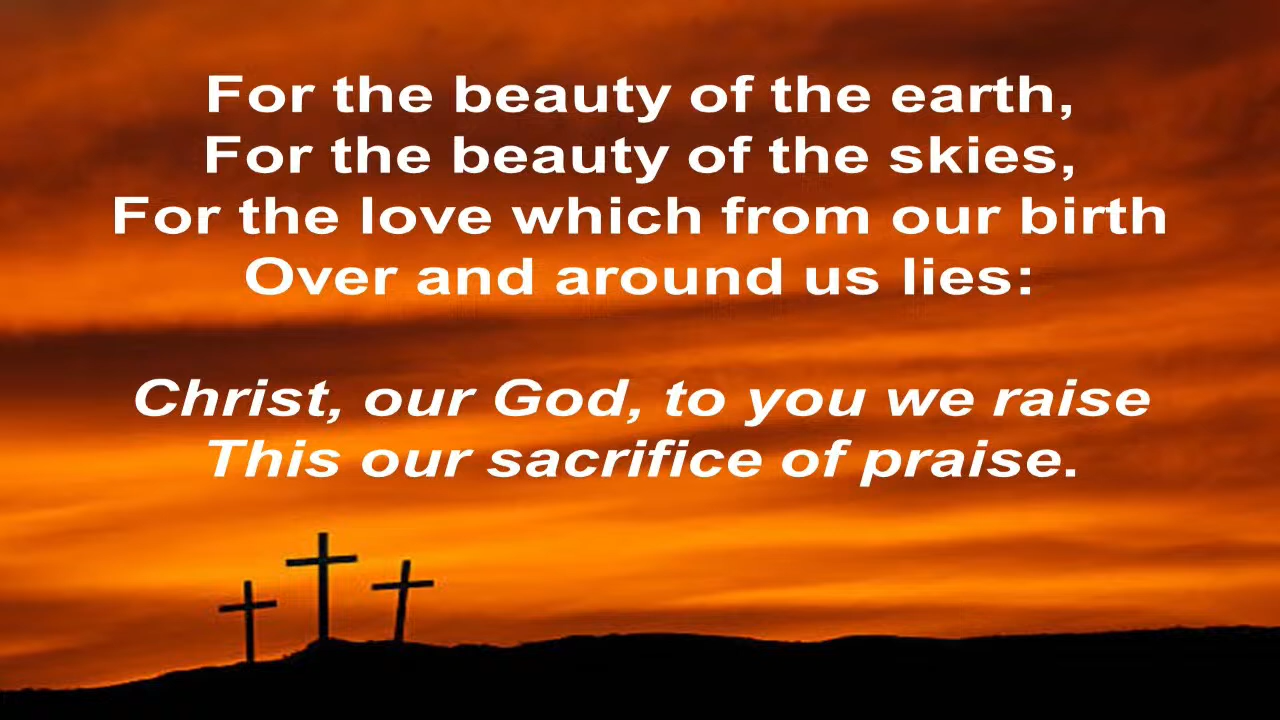 For the beauty of the earth,
For the beauty of the skies,
For the love which from our birth
Over and around us lies:
Christ, our God, to you we raise
This our sacrifice of praise.